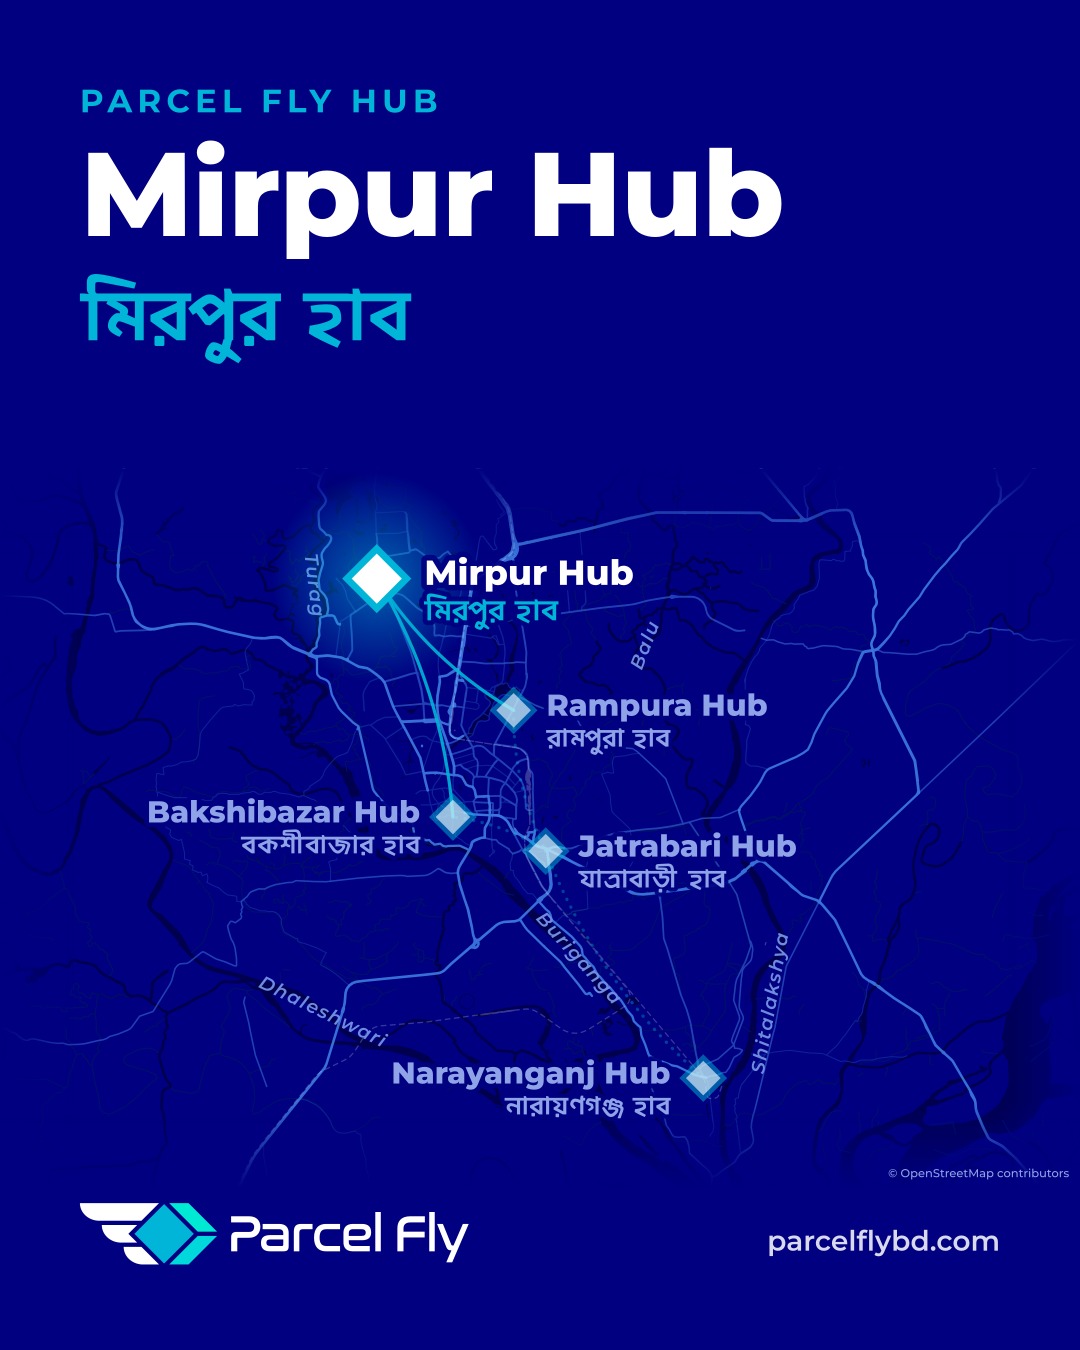 PARCEL FLY HUB
Mirpur Hub
মিরপুর হাব
Turag
Mirpur Hub
মিরপুর হাব
Balu
Rampura Hub
রামপুরা হাব
Bakshibazar Hub
বকশীবাজার হাব
Jatrabari Hub
যাত্রাবাড়ী হাব
Buriganga
Shitalakshya
Dhaleshwari
Narayanganj Hub
নারায়ণগঞ্জ হাব
© OpenStreetMap contributors
Parcel Fly
parcelflybd.com